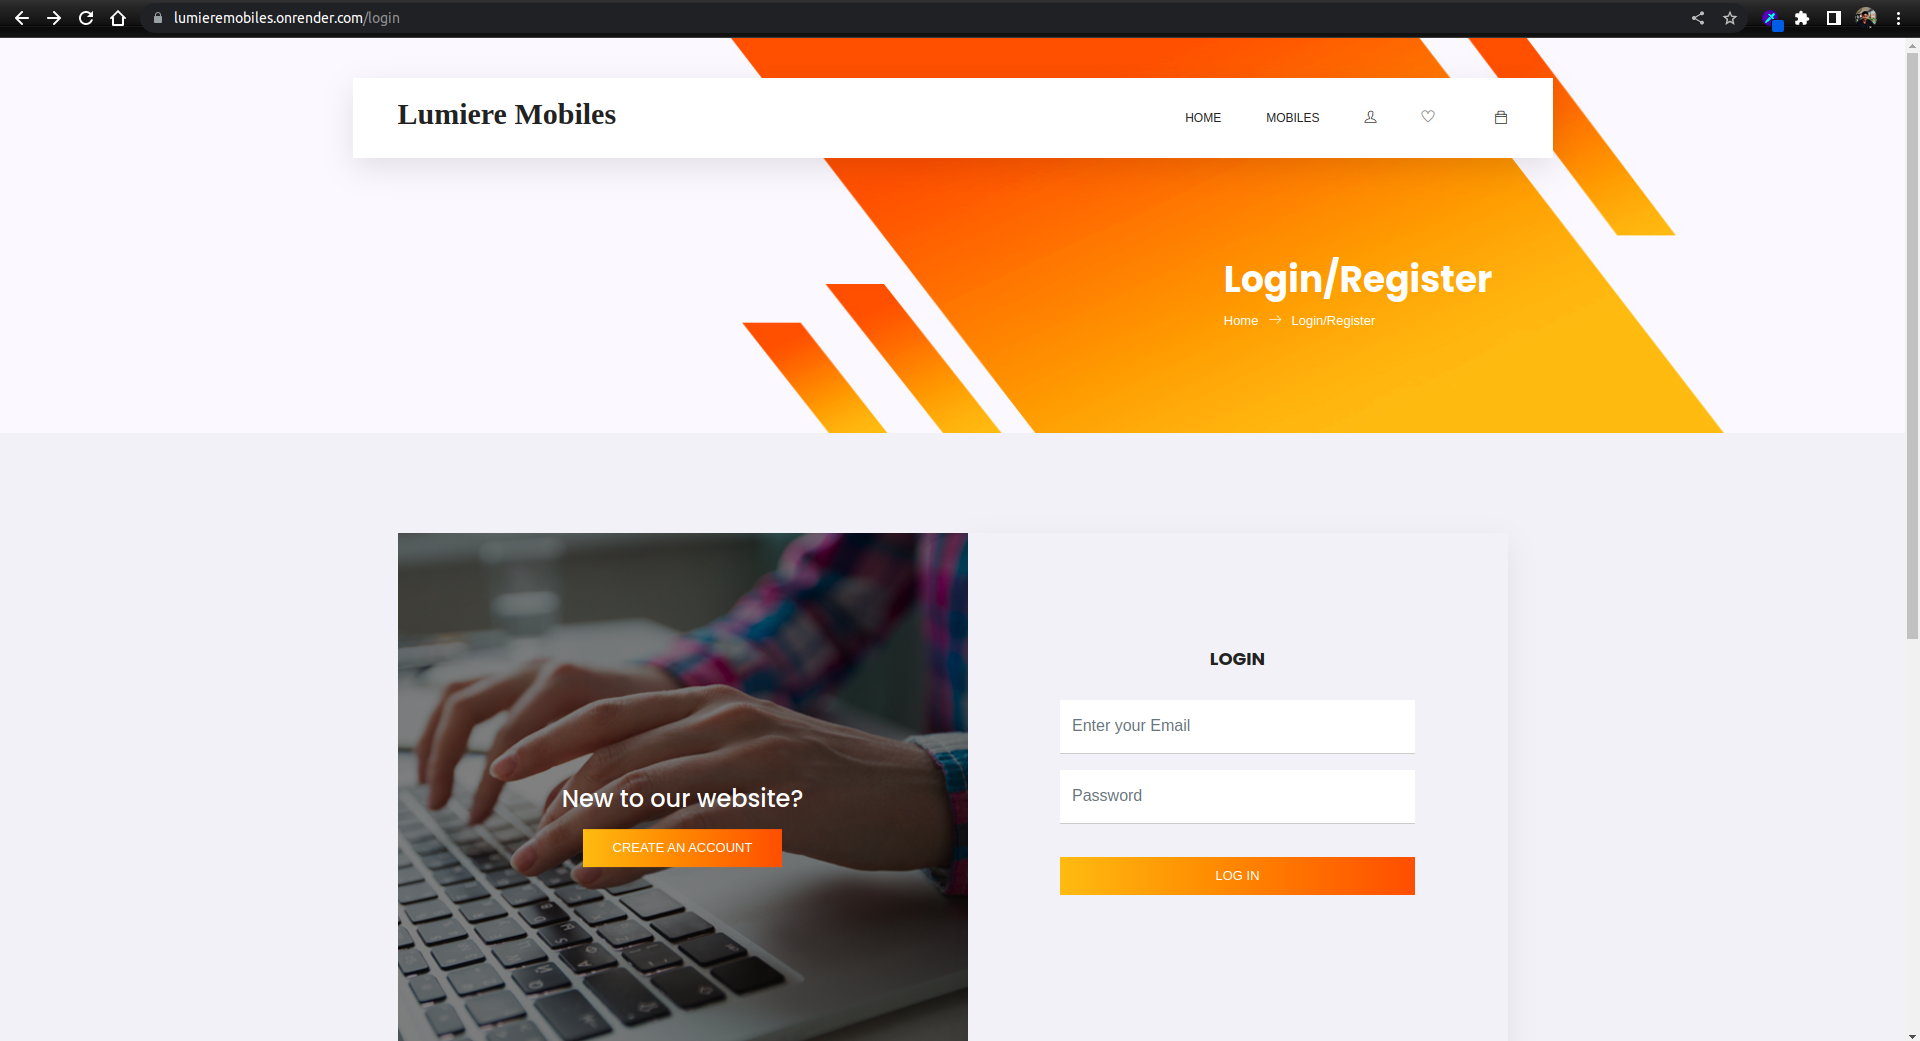 lumieremobiles.onrender.com/login
Lumiere Mobiles
HOME
MOBILES
Login/Register
Home
Login/Register
LOGIN
Enter your Email
Password
LOG IN
New to our website?
CREATE AN ACCOUNT